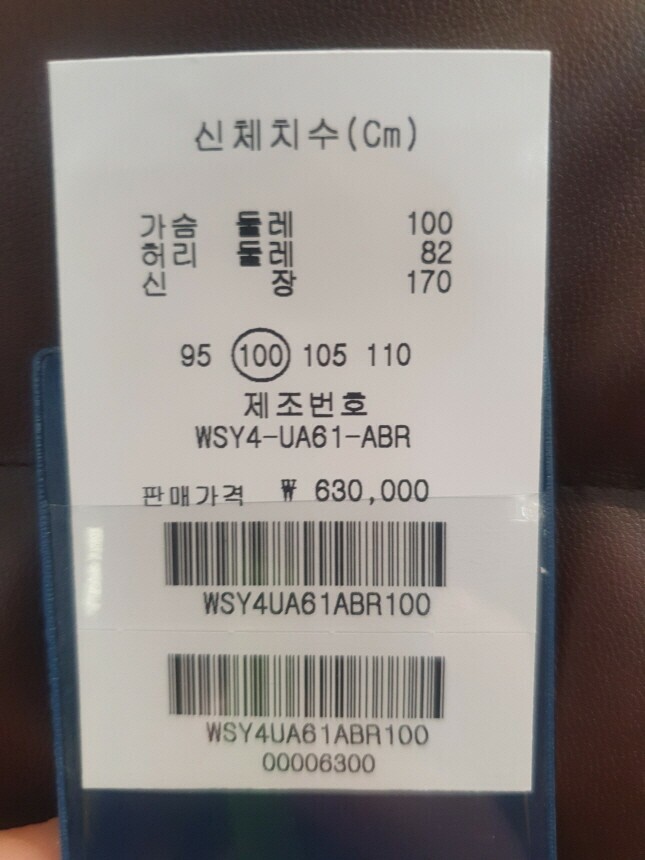 신체치수(Cm)
가슴 둘레 100
허리 둘레 82
신 장 170
95 100 105 110
제조번호
WSY4-UA61-ABR
판매가격 ₩ 630,000
WSY4UA61ABR100
WSY4UA61ABR100
00006300